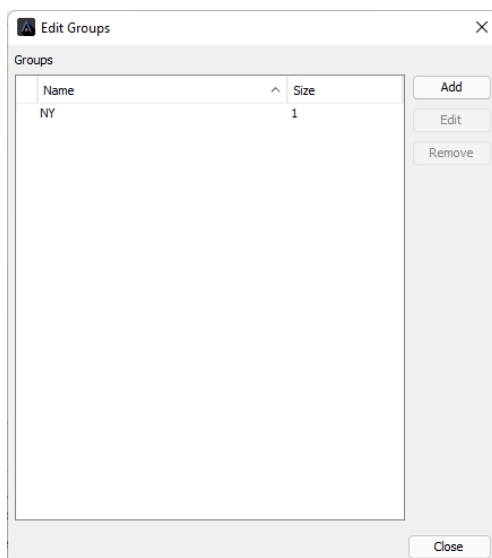 Edit Groups
Groups
Name Size Add
NY 1
Edit
Remove
Close